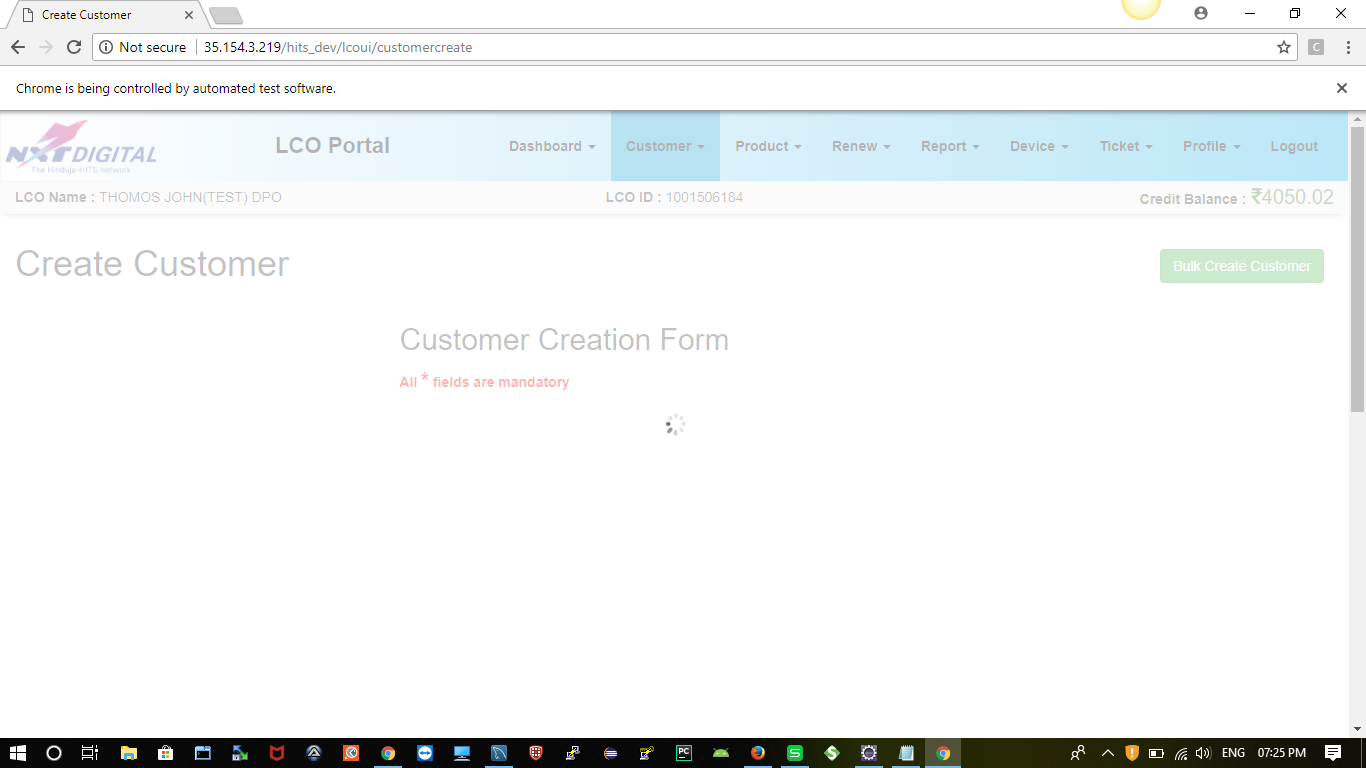 Create Customer
Not secure 35.154.3.219/hits_dev/lcoui/customercreate
Chrome is being controlled by automated test software.
NXTDIGITAL
The Hinduja-HITS network
LCO Portal
Dashboard Customer Product Renew Report Device Ticket Profile Logout
LCO Name : THOMOS JOHN(TEST) DPO LCO ID : 1001506184 Credit Balance : ₹4050.02
Create Customer
Bulk Create Customer
Customer Creation Form
All * fields are mandatory
ENG 07:25 PM